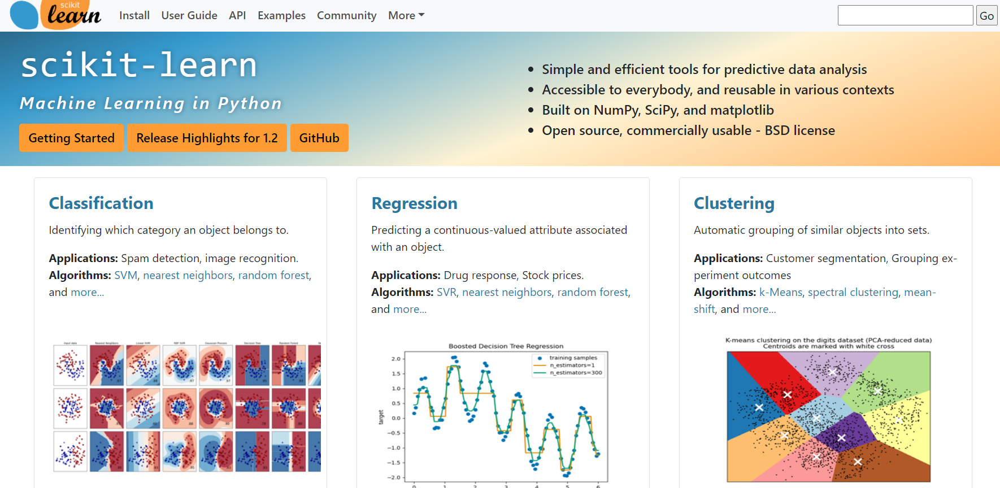 scikit
learn
Install User Guide API Examples Community More
Go
scikit-learn
Machine Learning in Python
Getting Started Release Highlights for 1.2 GitHub
Simple and efficient tools for predictive data analysis
Accessible to everybody, and reusable in various contexts
Built on NumPy, SciPy, and matplotlib
Open source, commercially usable - BSD license
Classification
Identifying which category an object belongs to.
Applications: Spam detection, image recognition.
Algorithms: SVM, nearest neighbors, random forest,
and more...
Input data Nearest Neighbors Linear SVM RBF SVM Gaussian Process Decision Tree Random Forest
Regression
Predicting a continuous-valued attribute associated
with an object.
Applications: Drug response, Stock prices.
Algorithms: SVR, nearest neighbors, random forest,
and more...
Boosted Decision Tree Regression
training samples
n_estimators=1
n_estimators=300
target
2.0
1.5
1.0
0.5
0.0
−0.5
−1.0
−1.5
−2.0
0 1 2 3 4 5 6
Clustering
Automatic grouping of similar objects into sets.
Applications: Customer segmentation, Grouping ex-
periment outcomes
Algorithms: k-Means, spectral clustering, mean-
shift, and more...
K-means clustering on the digits dataset (PCA-reduced data)
Centroids are marked with white cross